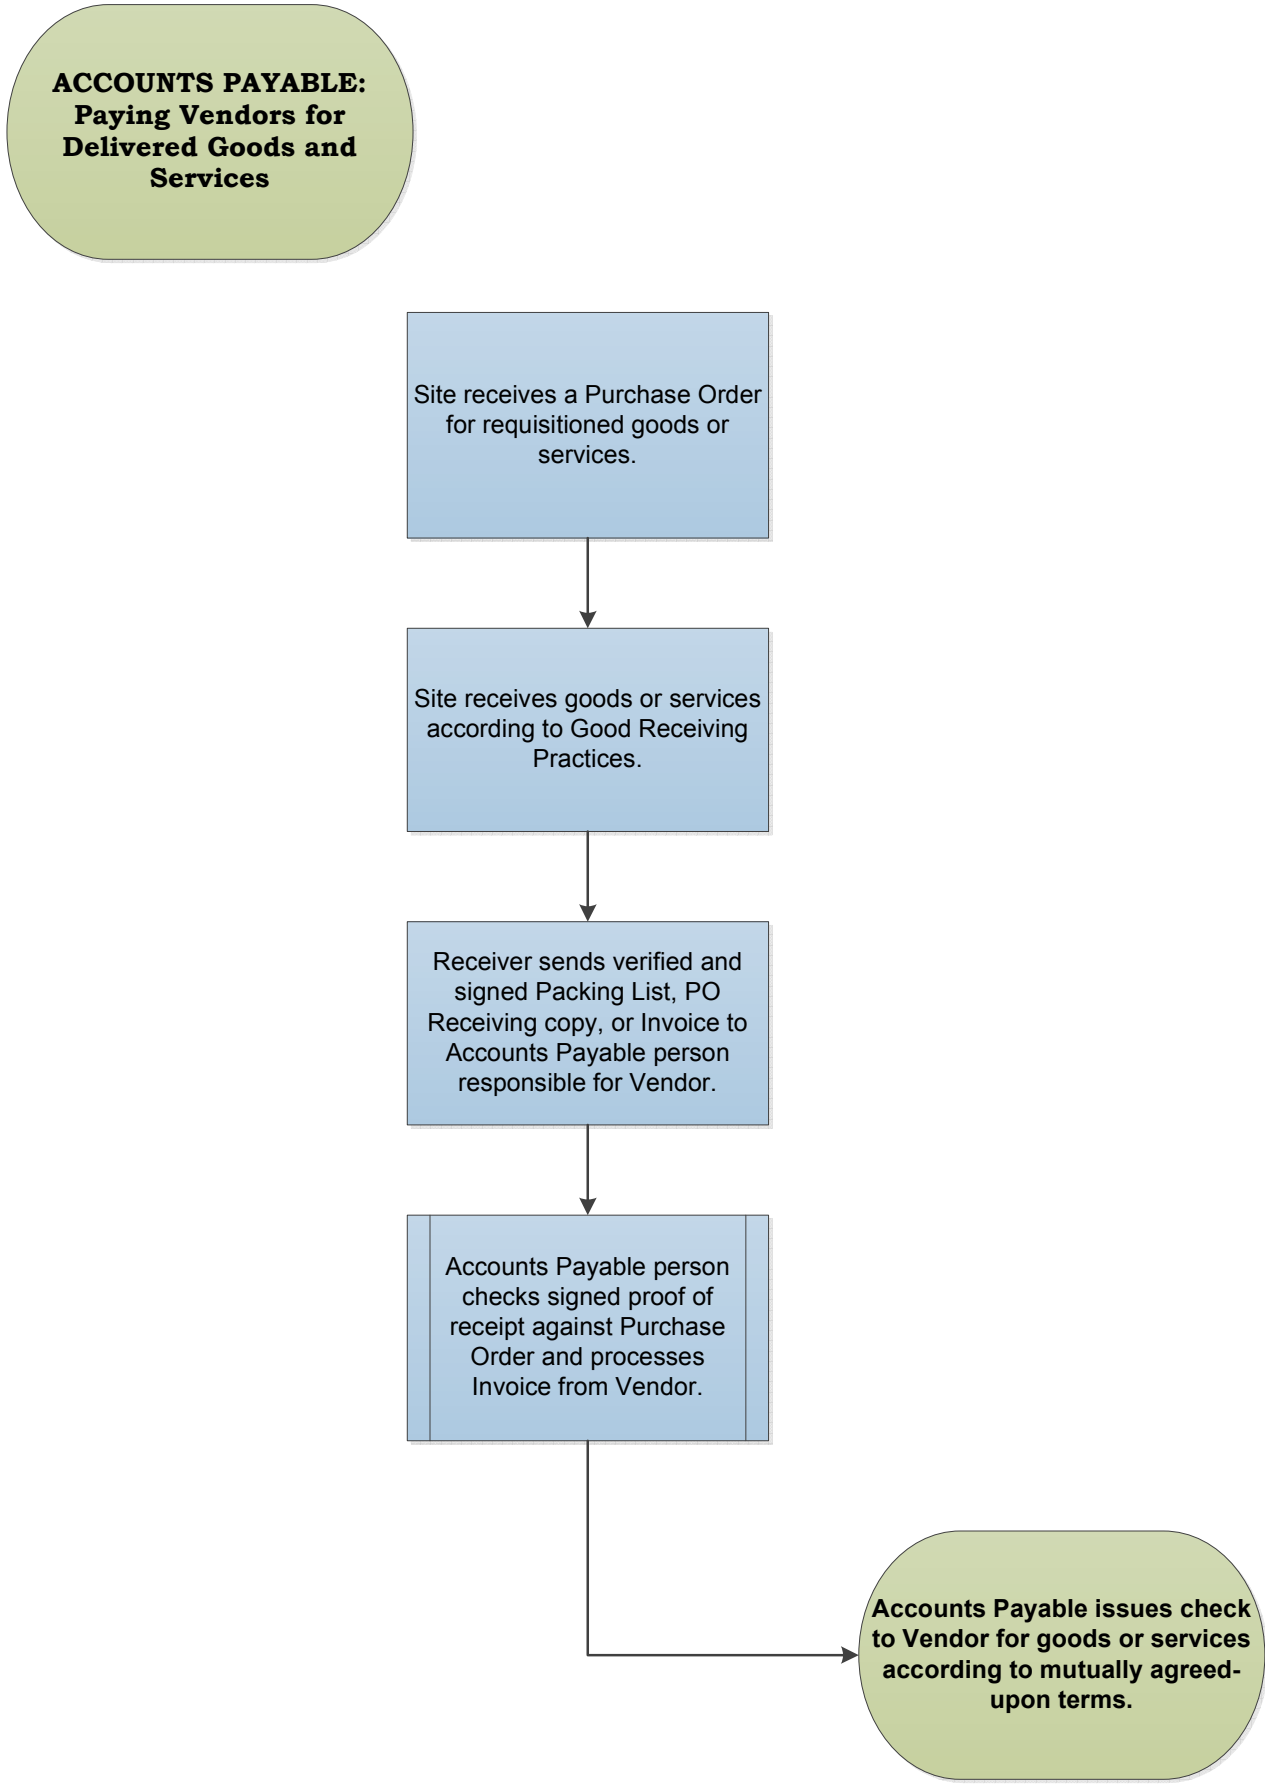 ACCOUNTS PAYABLE:
Paying Vendors for
Delivered Goods and
Services
Site receives a Purchase Order
for requisitioned goods or
services.
Site receives goods or services
according to Good Receiving
Practices.
Receiver sends verified and
signed Packing List, PO
Receiving copy, or Invoice to
Accounts Payable person
responsible for Vendor.
Accounts Payable person
checks signed proof of
receipt against Purchase
Order and processes
Invoice from Vendor.
Accounts Payable issues check
to Vendor for goods or services
according to mutually agreed-
upon terms.